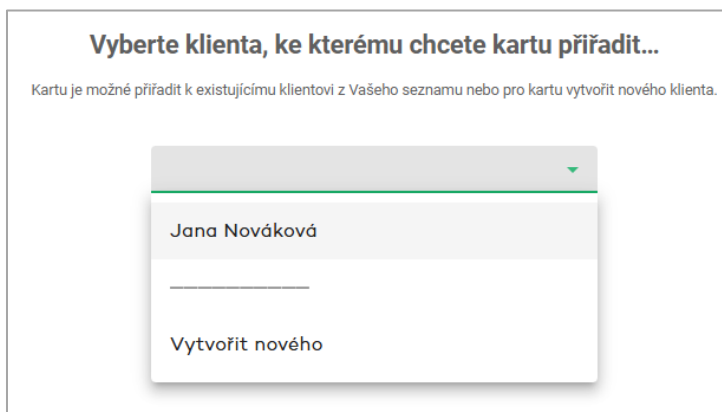 Vyberte klienta, ke kterému chcete kartu přiřadit...
Kartu je možné přiřadit k existujícímu klientovi z Vašeho seznamu nebo pro kartu vytvořit nového klienta.
Jana Nováková
__________
Vytvořit nového